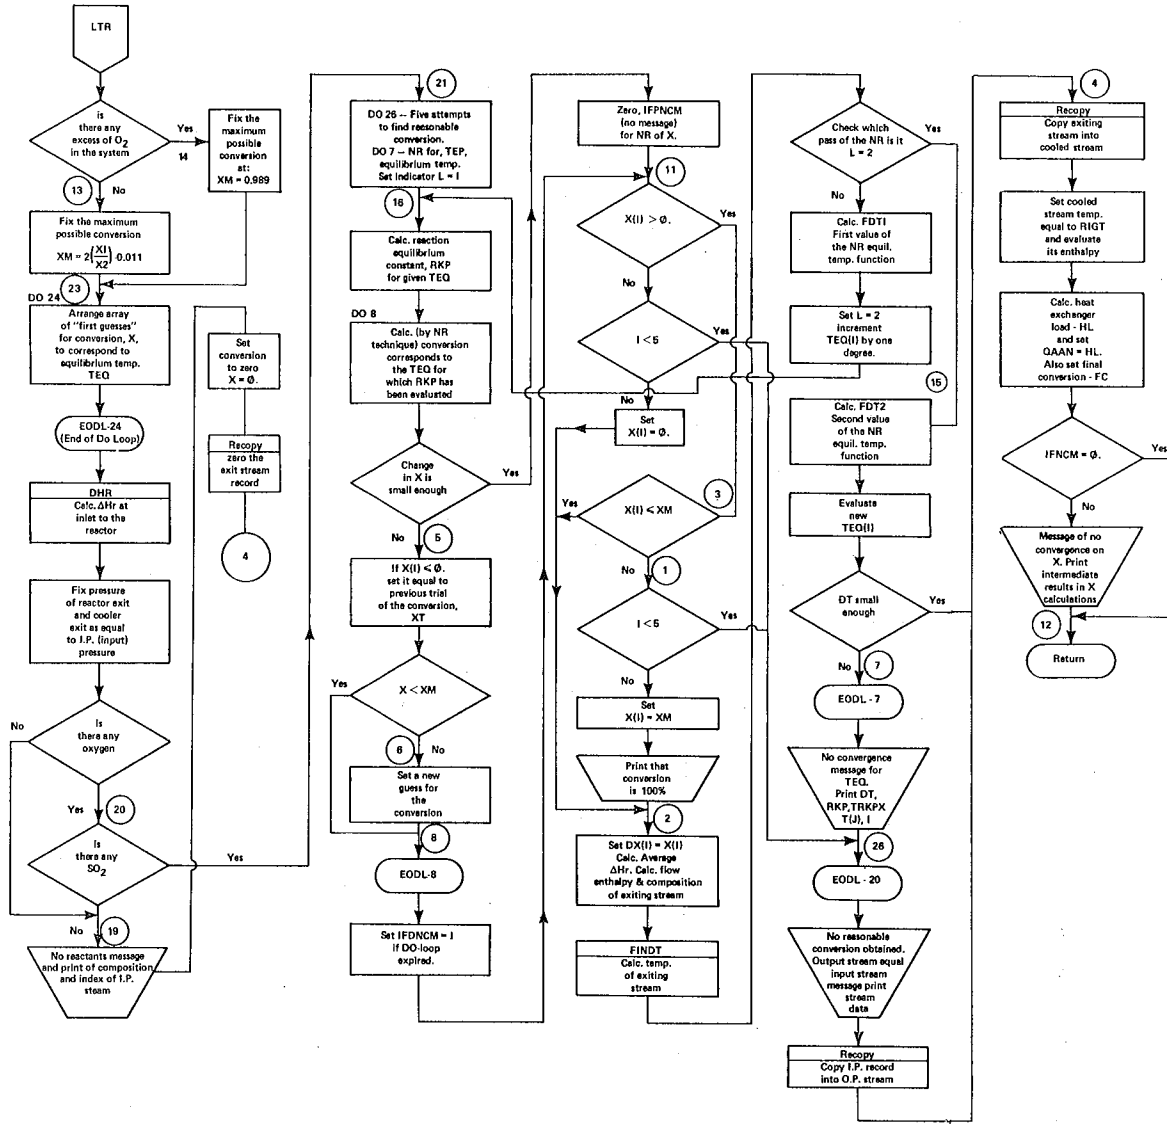 LTR
Is
there any
excess of O2
in the system
Yes
14
Fix the
maximum
possible
conversion
at:
XM = 0.989
13
No
Fix the maximum
possible conversion
XM = 2(X1/X2) -0.011
23
DO 24
Arrange array
of "first guesses"
for conversion, X,
to correspond to
equilibrium temp.
TEQ
EODL-24
(End of Do Loop)
DHR
Calc. ΔHr at
inlet to the
reactor
Fix pressure
of reactor exit
and cooler
exit as equal
to I.P. (input)
pressure
No
Is
there any
oxygen
Yes
20
Is
there any
SO2
Yes
No
19
No reactants message
and print of composition
and index of I.P.
steam
Set
conversion
to zero
X = Ø.
Recopy
zero the
exit stream
record
4
21
DO 26 -- Five attempts
to find reasonable
conversion.
DO 7 -- NR for, TEP,
equilibrium temp.
Set Indicator L = I
16
Calc. reaction
equilibrium
constant, RKP
for given TEQ
DO 8
Calc. (by NR
technique) conversion
corresponds to
the TEQ for
which RKP has
been evaluated
Change
in X is
small enough
Yes
No
5
If X(I) ⩽ Ø.
set it equal to
previous trial
of the conversion,
XT
Yes
X < XM
6
No
Set a new
guess for
the
conversion
8
EODL-8
Set IFDNCM = I
if DO-loop
expired.
Zero, IFPNCM
(no message)
for NR of X.
11
X(I) > Ø.
Yes
No
I < 5
Yes
No
Set
X(I) = Ø.
3
Yes
X(I) ⩽ XM
No
1
I < 5
Yes
No
Set
X(I) = XM
Print that
conversion
is 100%
2
Set DX(I) = X(I)
Calc. Average
ΔHr. Calc. flow
enthalpy & composition
of exiting stream
FINDT
Calc. temp.
of exiting
stream
Check which
pass of the NR is it
L = 2
Yes
No
Calc. FDT1
First value of
the NR equil.
temp. function
Set L = 2
increment
TEQ(I) by one
degree.
15
Calc. FDT2
Second value
of the NR
equil. temp.
function
Evaluate
new
TEQ(I)
DT small
enough
Yes
No
7
EODL - 7
No convergence
message for
TEQ.
Print DT,
RKP,TRKPX
T(J), I
26
EODL - 20
No reasonable
conversion obtained.
Output stream equal
input stream
message print
stream
data
Recopy
Copy I.P. record
into O.P. stream
4
Recopy
Copy exiting
stream into
cooled stream
Set cooled
stream temp.
equal to RIGT
and evaluate
its enthalpy
Calc. heat
exchanger
load - HL
and set
QAAN = HL.
Also set final
conversion - FC
IFNCM = Ø.
Yes
No
Message of no
convergence on
X. Print
intermediate
results in X
calculations
12
Return